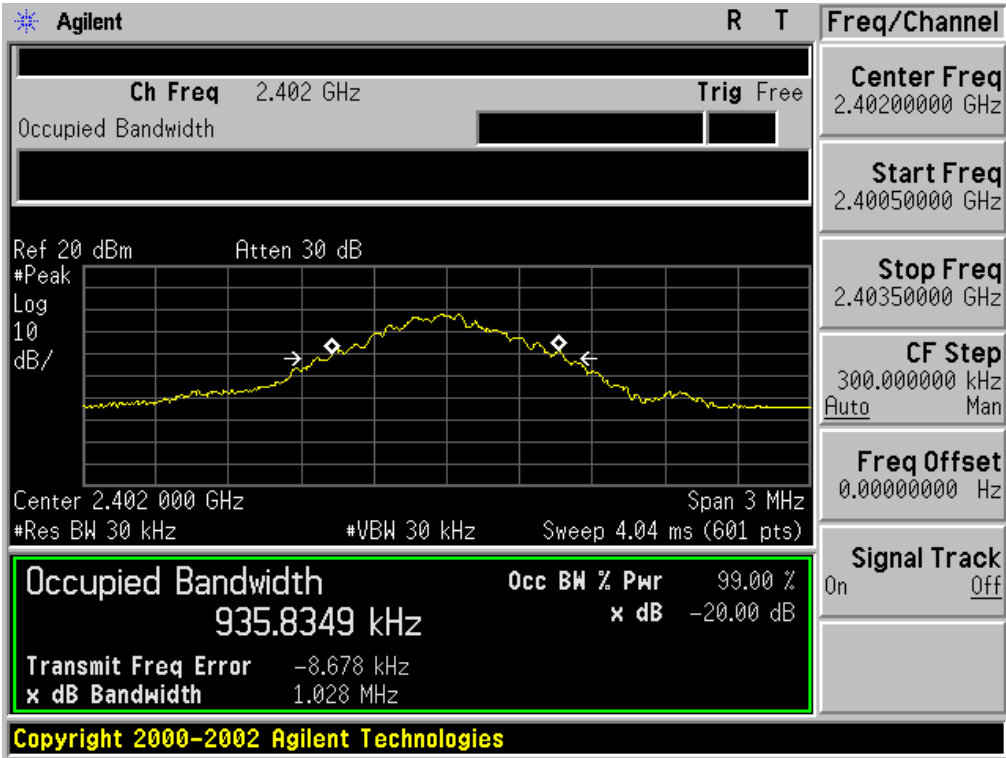 Agilent R T Freq/Channel
Ch Freq 2.402 GHz Trig Free
Occupied Bandwidth
Center Freq
2.40200000 GHz
Start Freq
2.40050000 GHz
Stop Freq
2.40350000 GHz
CF Step
300.000000 kHz
Auto Man
Freq Offset
0.00000000 Hz
Signal Track
On Off
Ref 20 dBm Atten 30 dB
#Peak
Log
10
dB/
Center 2.402 000 GHz Span 3 MHz
#Res BW 30 kHz #VBW 30 kHz Sweep 4.04 ms (601 pts)
Occupied Bandwidth
935.8349 kHz
Occ BW % Pwr 99.00 %
x dB -20.00 dB
Transmit Freq Error -8.678 kHz
x dB Bandwidth 1.028 MHz
Copyright 2000-2002 Agilent Technologies